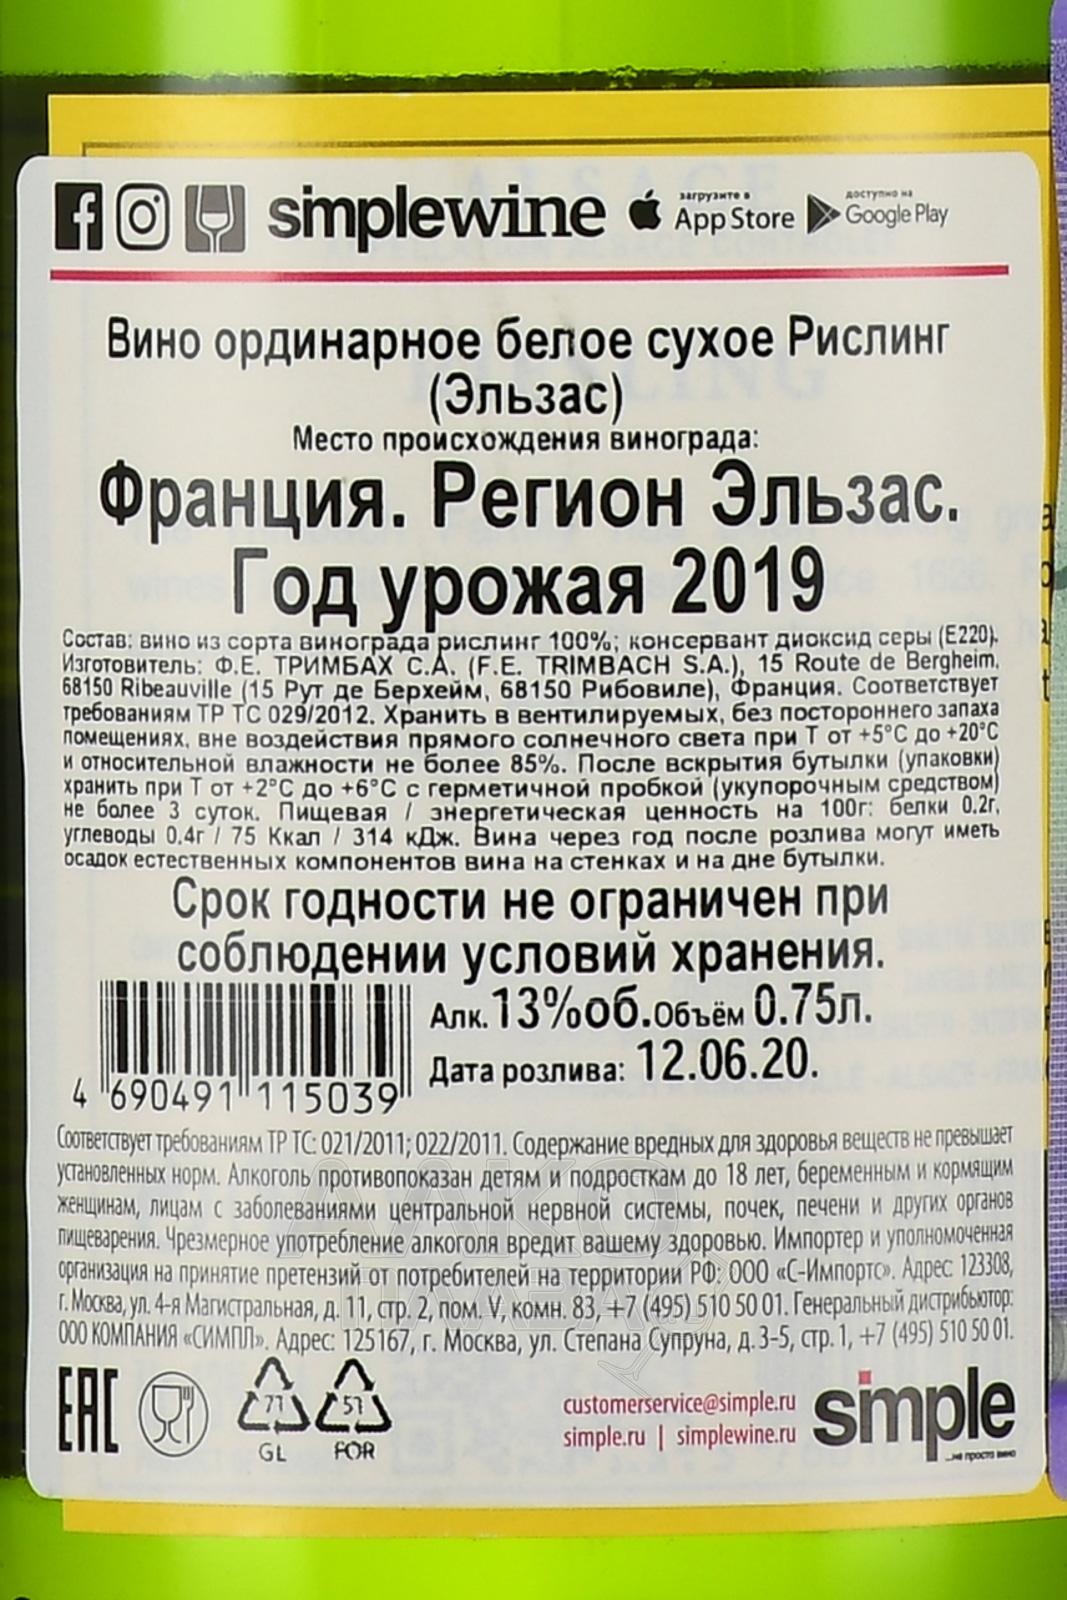 simplewine загрузите в App Store доступно на Google Play
Вино ординарное белое сухое Рислинг
(Эльзас)
Место происхождения винограда:
Франция. Регион Эльзас.
Год урожая 2019
Состав: вино из сорта винограда рислинг 100%; консервант диоксид серы (E220).
Изготовитель: Ф.Е. ТРИМБАХ С.А. (F.E. TRIMBACH S.A.), 15 Route de Bergheim,
68150 Ribeauville (15 Рут де Берхейм, 68150 Рибовиле), Франция. Соответствует
требованиям ТР ТС 029/2012. Хранить в вентилируемых, без постороннего запаха
помещениях, вне воздействия прямого солнечного света при Т от +5°С до +20°С
и относительной влажности не более 85%. После вскрытия бутылки (упаковки)
хранить при Т от +2°С до +6°С с герметичной пробкой (укупорочным средством)
не более 3 суток. Пищевая / энергетическая ценность на 100г: белки 0.2г,
углеводы 0.4г / 75 Ккал / 314 кДж. Вина через год после розлива могут иметь
осадок естественных компонентов вина на стенках и на дне бутылки.
Срок годности не ограничен при
соблюдении условий хранения.
Алк. 13%об. Объём 0.75л.
Дата розлива: 12.06.20.
4 690491 115039
Соответствует требованиям ТР ТС: 021/2011; 022/2011. Содержание вредных для здоровья веществ не превышает
установленных норм. Алкоголь противопоказан детям и подросткам до 18 лет, беременным и кормящим
женщинам, лицам с заболеваниями центральной нервной системы, почек, печени и других органов
пищеварения. Чрезмерное употребление алкоголя вредит вашему здоровью. Импортер и уполномоченная
организация на принятие претензий от потребителей на территории РФ: ООО «С-Импортс». Адрес: 123308,
г. Москва, ул. 4-я Магистральная, д. 11, стр. 2, пом. V, комн. 83, +7 (495) 510 50 01. Генеральный дистрибьютор:
ООО КОМПАНИЯ «СИМПЛ». Адрес: 125167, г. Москва, ул. Степана Супруна, д. 3-5, стр. 1, +7 (495) 510 50 01.
EAC 71 GL 51 FOR
customerservice@simple.ru
simple.ru | simplewine.ru
simple
...не просто вино
АЛКО
ПЛАЗА